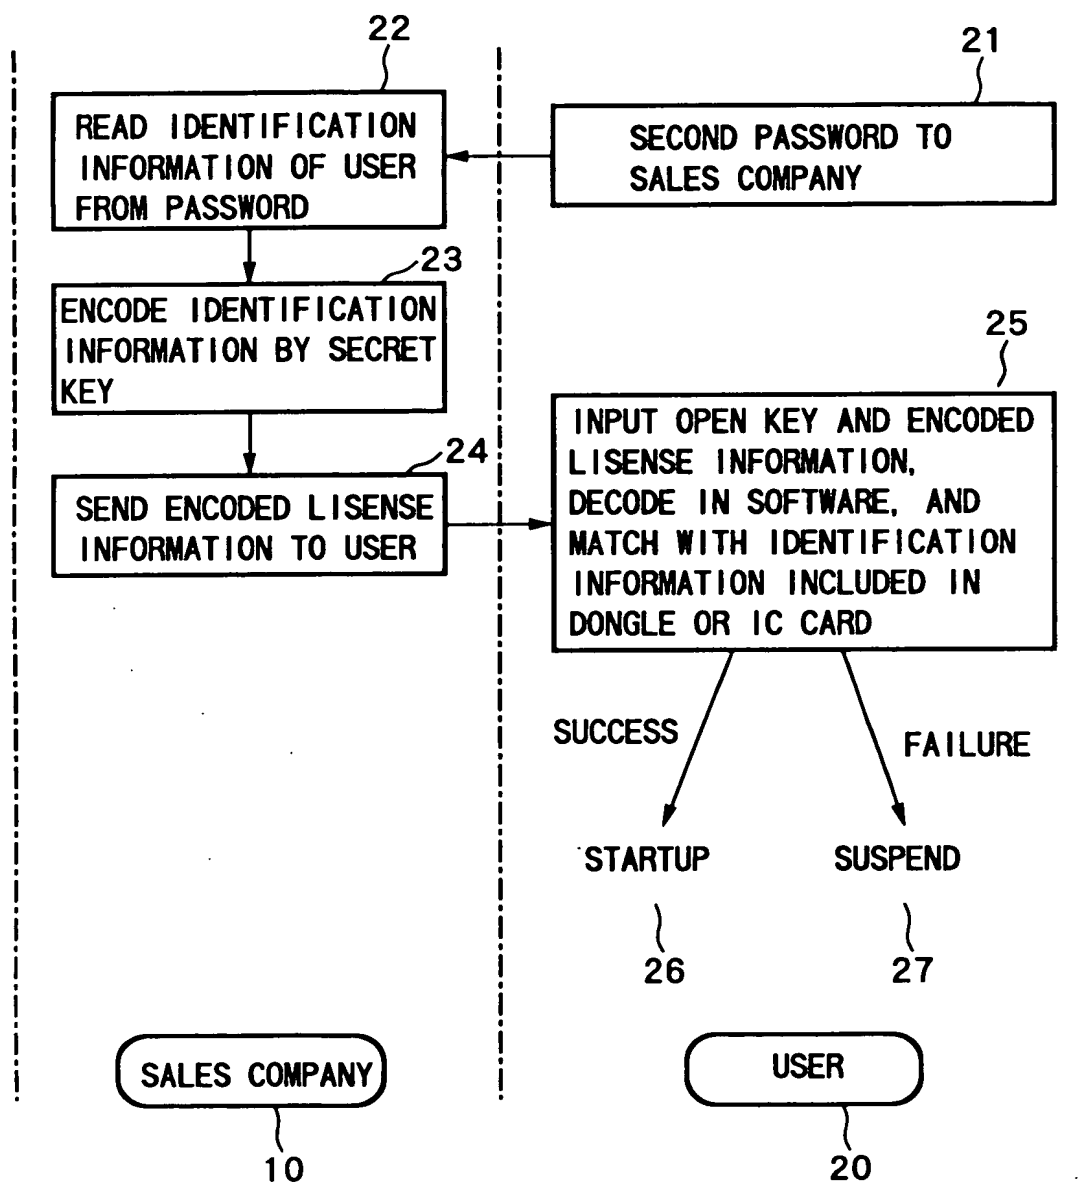 22
READ IDENTIFICATION
INFORMATION OF USER
FROM PASSWORD
21
SECOND PASSWORD TO
SALES COMPANY
23
ENCODE IDENTIFICATION
INFORMATION BY SECRET
KEY
24
SEND ENCODED LISENSE
INFORMATION TO USER
25
INPUT OPEN KEY AND ENCODED
LISENSE INFORMATION,
DECODE IN SOFTWARE, AND
MATCH WITH IDENTIFICATION
INFORMATION INCLUDED IN
DONGLE OR IC CARD
SUCCESS
FAILURE
STARTUP
SUSPEND
26
27
SALES COMPANY
USER
10
20